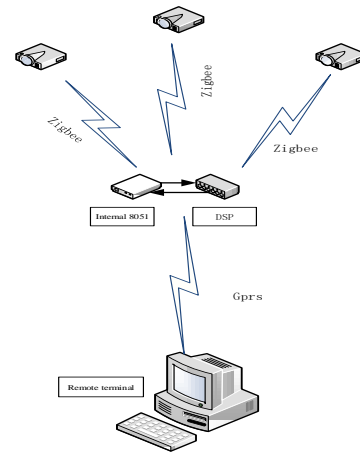 Zigbee
Zigbee
Zigbee
Internal 8051
DSP
Gprs
Remote terminal